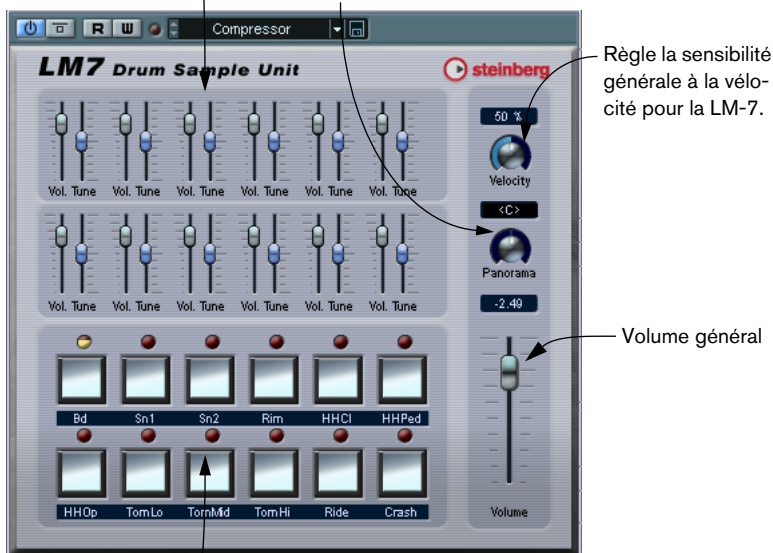 R W Compressor
LM7 Drum Sample Unit
steinberg
Règle la sensibilité
générale à la vélo-
cité pour la LM-7.
50 %
Velocity
Vol. Tune Vol. Tune Vol. Tune Vol. Tune Vol. Tune Vol. Tune
<C>
Panorama
Vol. Tune Vol. Tune Vol. Tune Vol. Tune Vol. Tune Vol. Tune
-2.49
Volume général
Bd Sn1 Sn2 Rim HHCl HHPed
HHOp TomLo TomMid TomHi Ride Crash
Volume